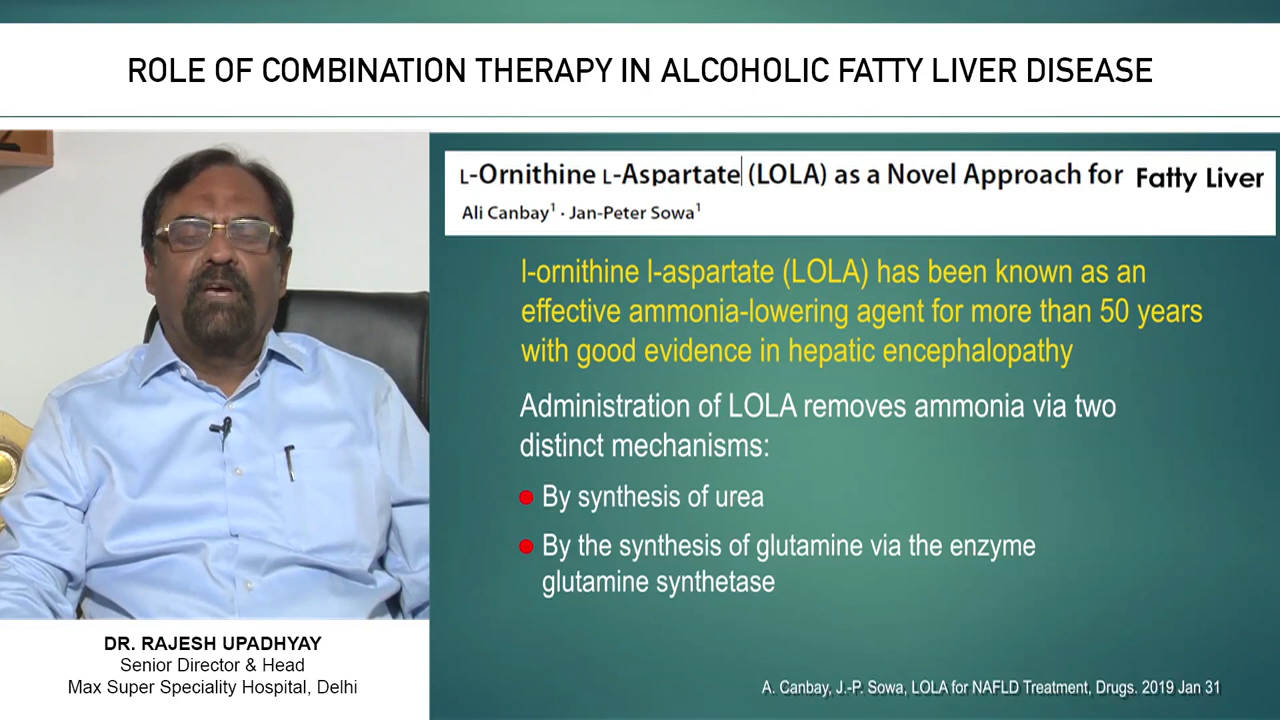 ROLE OF COMBINATION THERAPY IN ALCOHOLIC FATTY LIVER DISEASE
L-Ornithine L-Aspartate (LOLA) as a Novel Approach for Fatty Liver
Ali Canbay¹ · Jan-Peter Sowa¹
l-ornithine l-aspartate (LOLA) has been known as an
effective ammonia-lowering agent for more than 50 years
with good evidence in hepatic encephalopathy
Administration of LOLA removes ammonia via two
distinct mechanisms:
● By synthesis of urea
● By the synthesis of glutamine via the enzyme
glutamine synthetase
A. Canbay, J.-P. Sowa, LOLA for NAFLD Treatment, Drugs. 2019 Jan 31
DR. RAJESH UPADHYAY
Senior Director & Head
Max Super Speciality Hospital, Delhi